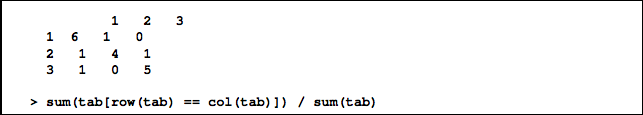 1 2 3
1 6 1 0
2 1 4 1
3 1 0 5
> sum(tab[row(tab) == col(tab)]) / sum(tab)